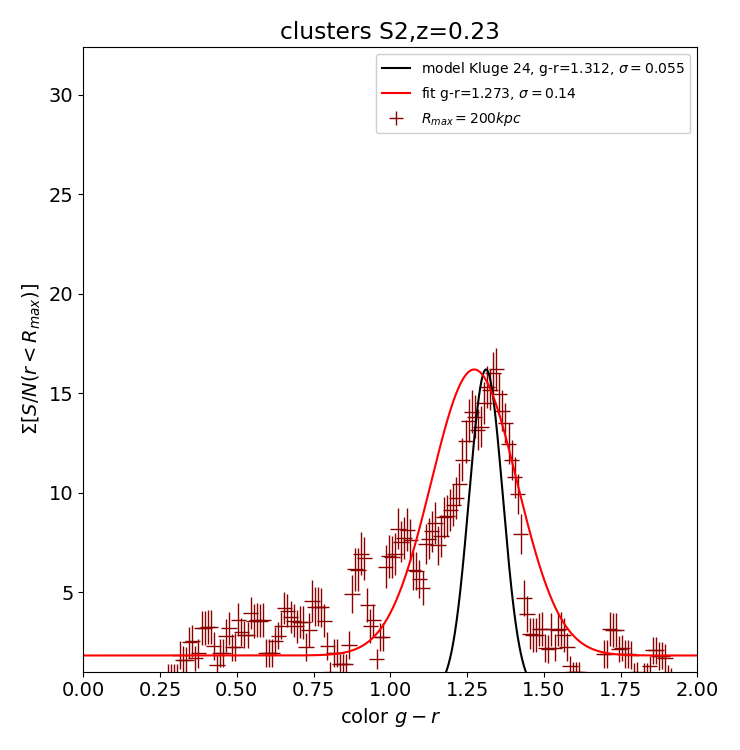 clusters S2,z=0.23
model Kluge 24, g-r=1.312, σ = 0.055
fit g-r=1.273, σ = 0.14
R_max = 200kpc
30
25
20
15
10
5
Σ[S/N(r < R_max)]
0.00 0.25 0.50 0.75 1.00 1.25 1.50 1.75 2.00
color g − r